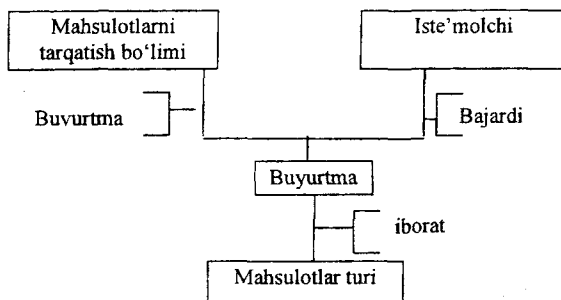 Mahsulotlarni
tarqatish bo‘limi
Iste’molchi
Buvurtma
Bajardi
Buyurtma
iborat
Mahsulotlar turi